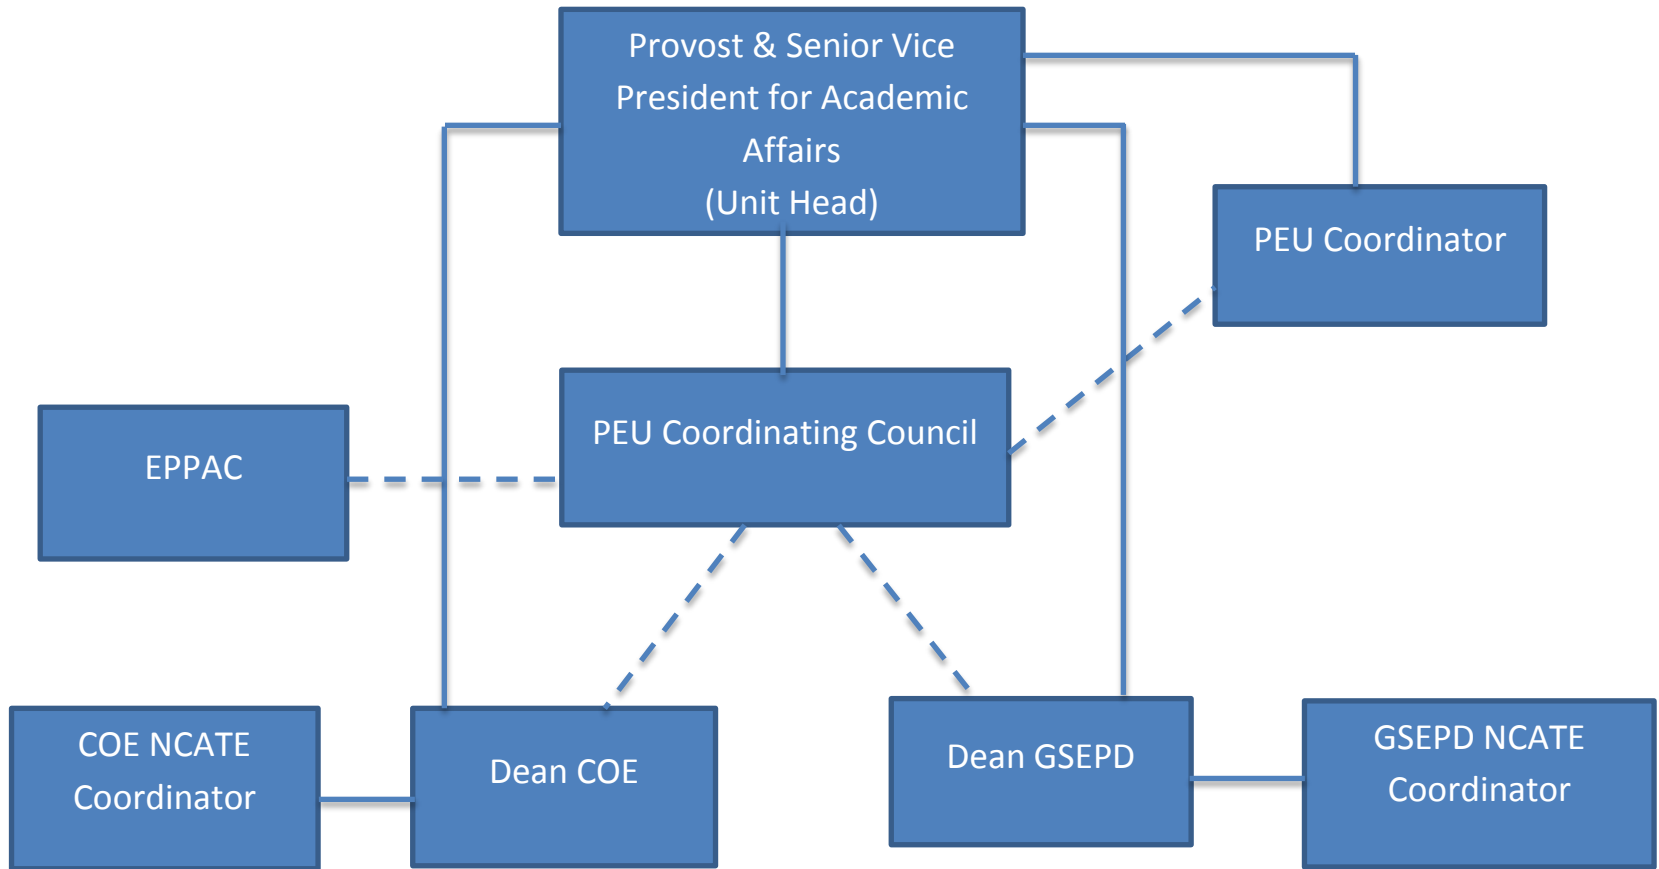 Provost & Senior Vice
President for Academic
Affairs
(Unit Head)
PEU Coordinator
PEU Coordinating Council
EPPAC
COE NCATE
Coordinator
Dean COE
Dean GSEPD
GSEPD NCATE
Coordinator